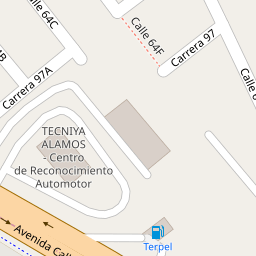 Calle 64C
Calle 64F
Carrera 97
Carrera 97A
TECNIYA
ALAMOS
- Centro
de Reconocimiento
Automotor
Avenida Call
Terpel